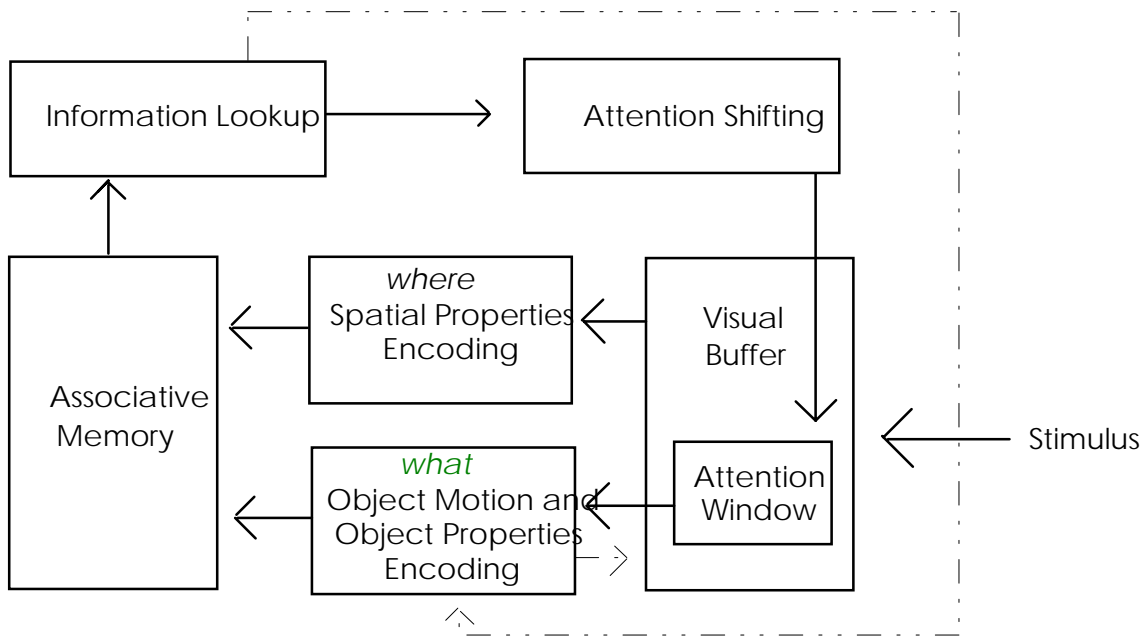 Information Lookup
Attention Shifting
where
Spatial Properties
Encoding
Visual
Buffer
Associative
Memory
Stimulus
what
Object Motion and
Object Properties
Encoding
Attention
Window